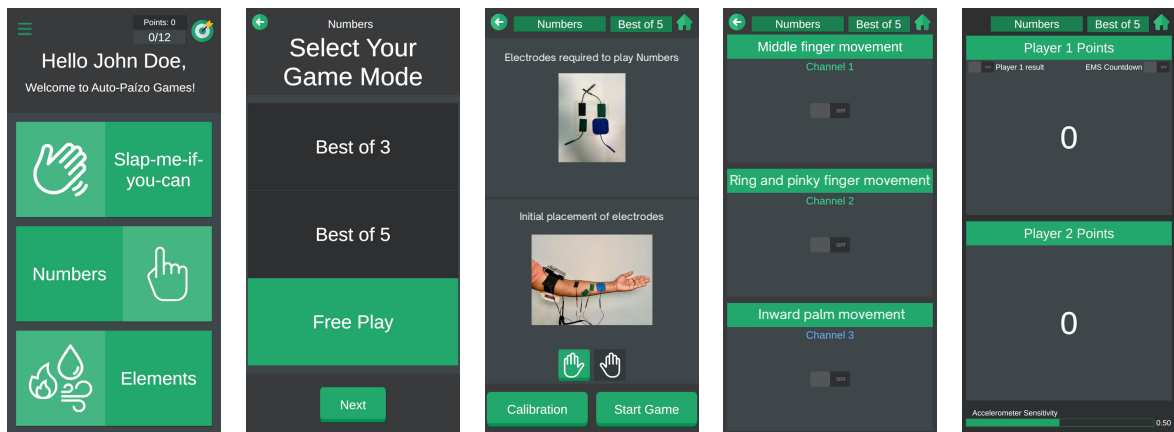 Points: 0
0/12
Hello John Doe,
Welcome to Auto-Paízo Games!
Slap-me-if-
you-can
Numbers
Elements
Numbers
Select Your
Game Mode
Best of 3
Best of 5
Free Play
Next
Numbers
Best of 5
Electrodes required to play Numbers
Initial placement of electrodes
Calibration
Start Game
Numbers
Best of 5
Middle finger movement
Channel 1
OFF
Ring and pinky finger movement
Channel 2
OFF
Inward palm movement
Channel 3
OFF
Numbers
Best of 5
Player 1 Points
OFF Player 1 result
EMS Countdown OFF
0
Player 2 Points
0
Accelerometer Sensitivity
0.50